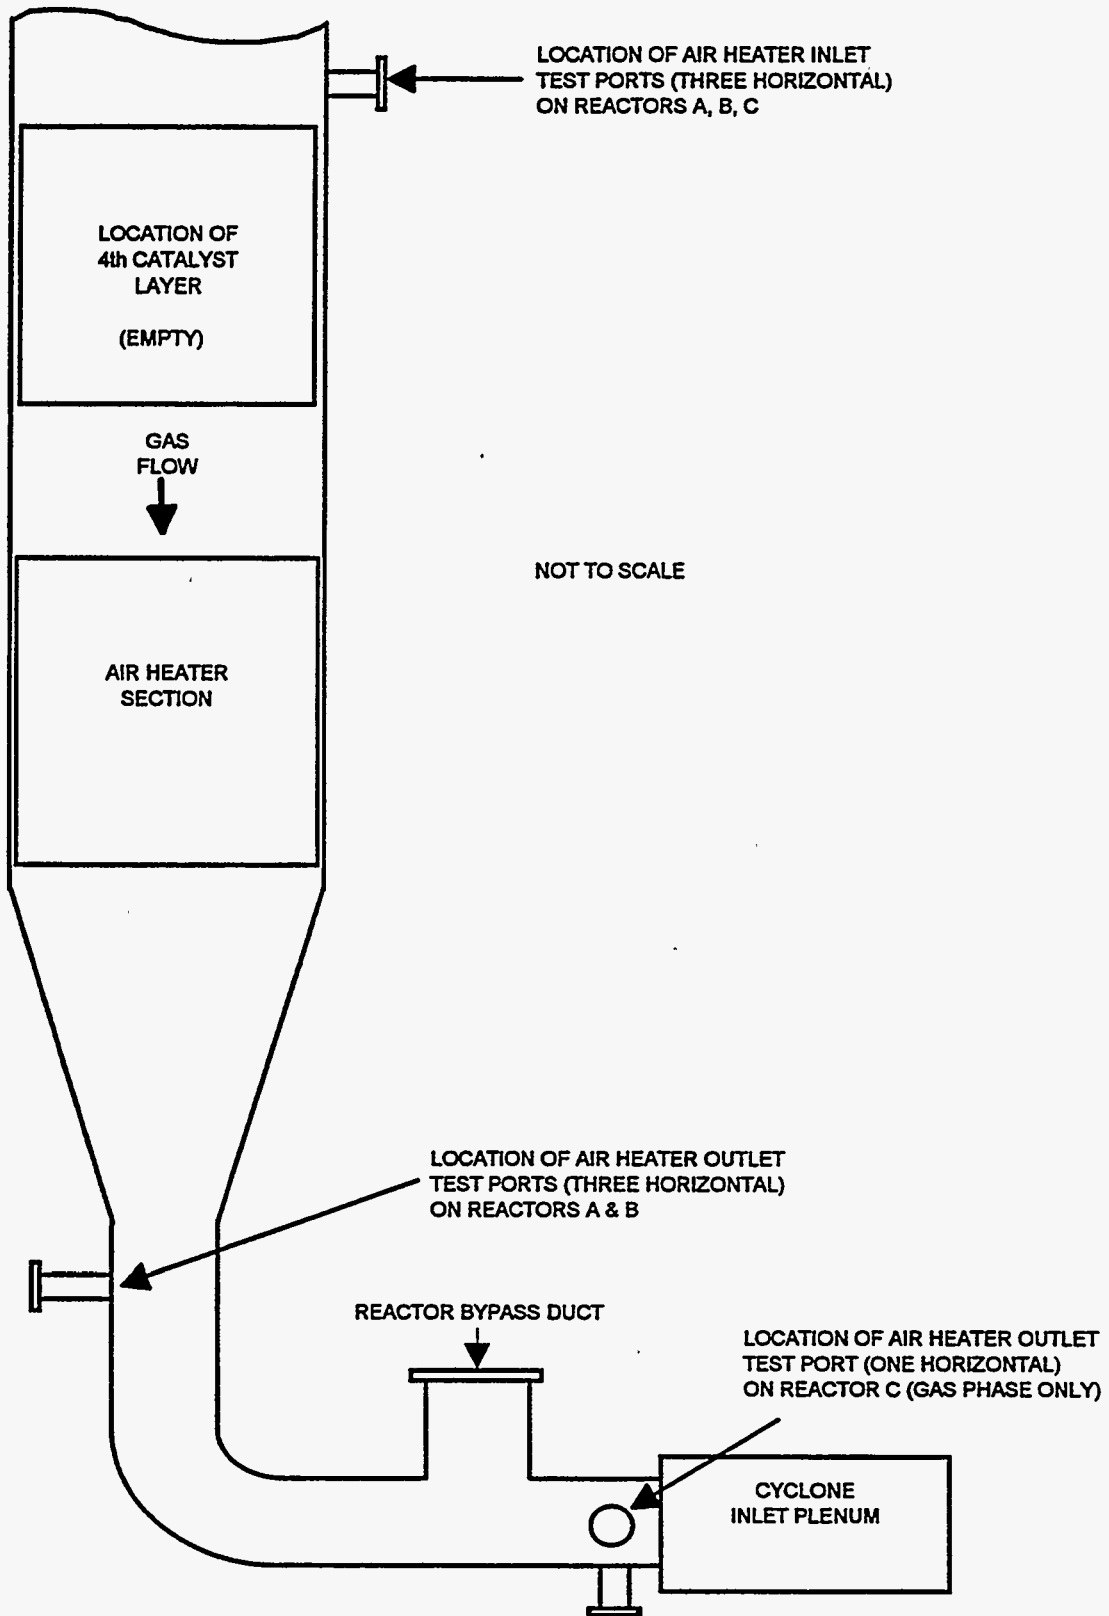 LOCATION OF AIR HEATER INLET
TEST PORTS (THREE HORIZONTAL)
ON REACTORS A, B, C
LOCATION OF
4th CATALYST
LAYER
(EMPTY)
GAS
FLOW
NOT TO SCALE
AIR HEATER
SECTION
LOCATION OF AIR HEATER OUTLET
TEST PORTS (THREE HORIZONTAL)
ON REACTORS A & B
REACTOR BYPASS DUCT
LOCATION OF AIR HEATER OUTLET
TEST PORT (ONE HORIZONTAL)
ON REACTOR C (GAS PHASE ONLY)
CYCLONE
INLET PLENUM